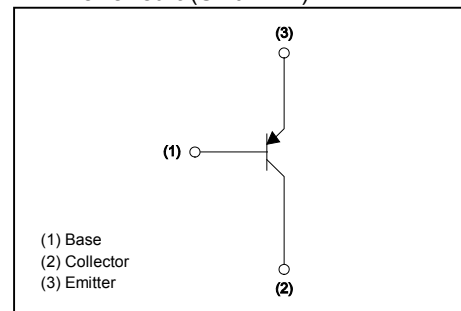 (3)
(1)
(1) Base
(2) Collector
(3) Emitter
(2)